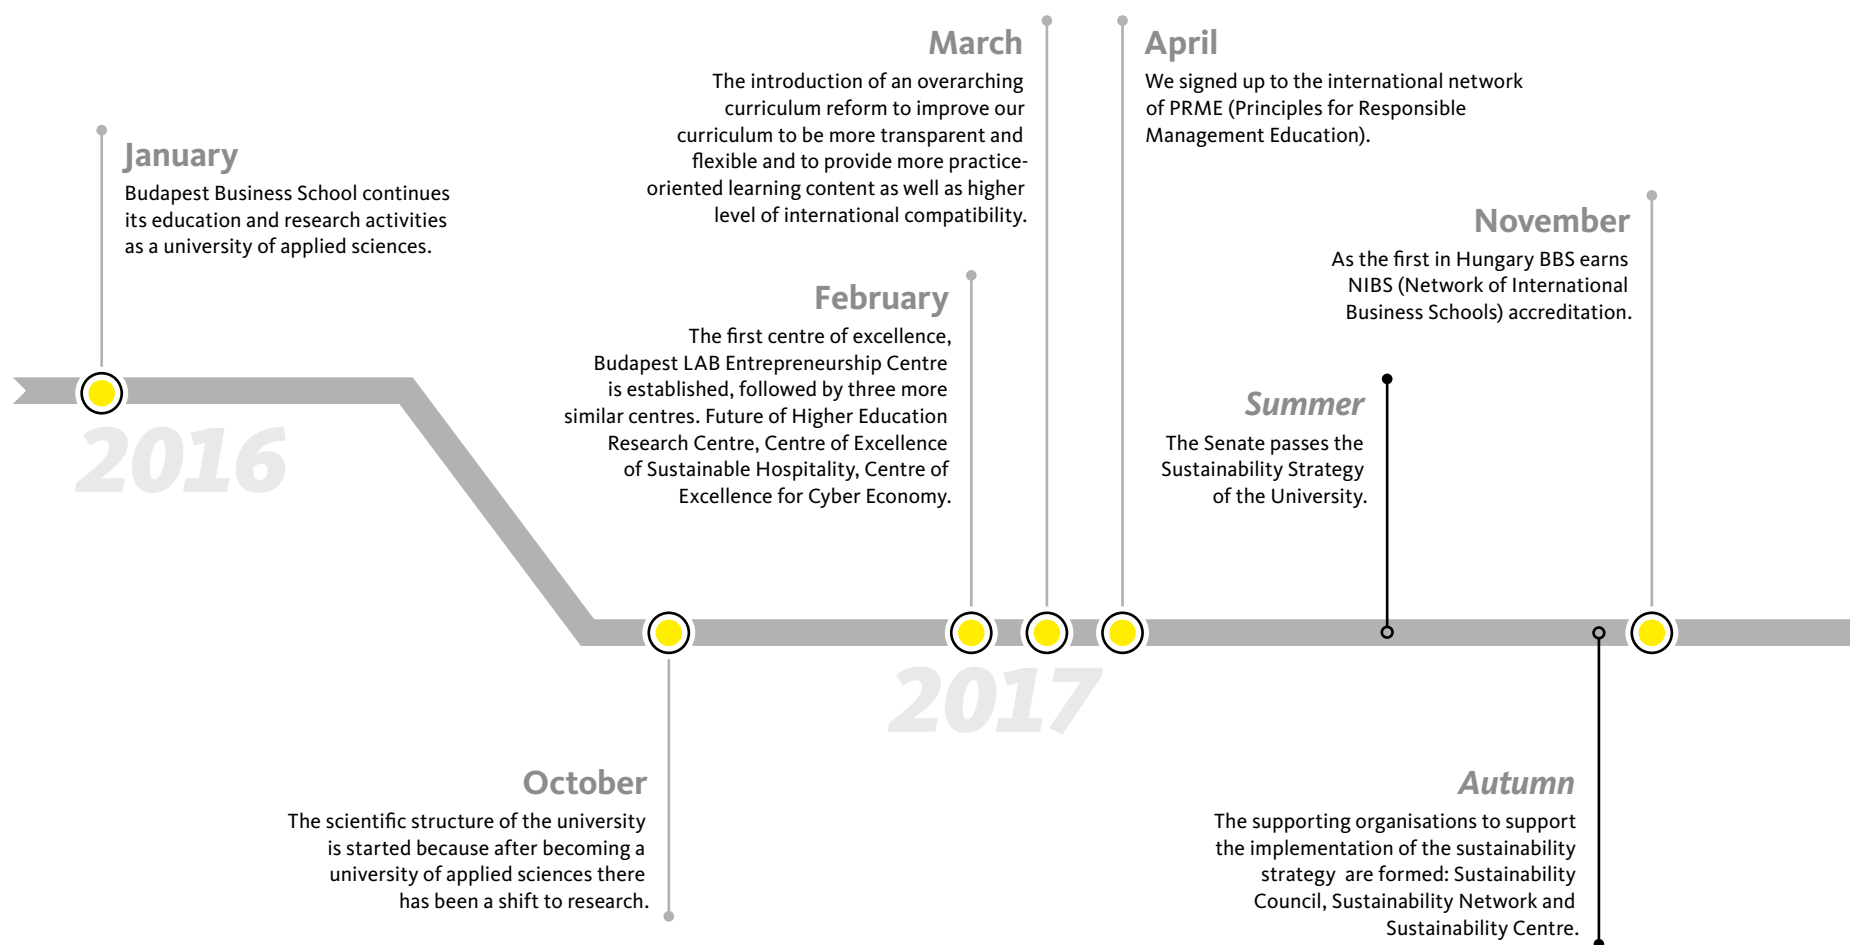 January
Budapest Business School continues
its education and research activities
as a university of applied sciences.
2016
October
The scientific structure of the university
is started because after becoming a
university of applied sciences there
has been a shift to research.
February
The first centre of excellence,
Budapest LAB Entrepreneurship Centre
is established, followed by three more
similar centres. Future of Higher Education
Research Centre, Centre of Excellence
of Sustainable Hospitality, Centre of
Excellence for Cyber Economy.
March
The introduction of an overarching
curriculum reform to improve our
curriculum to be more transparent and
flexible and to provide more practice-
oriented learning content as well as higher
level of international compatibility.
April
We signed up to the international network
of PRME (Principles for Responsible
Management Education).
2017
Summer
The Senate passes the
Sustainability Strategy
of the University.
Autumn
The supporting organisations to support
the implementation of the sustainability
strategy  are formed: Sustainability
Council, Sustainability Network and
Sustainability Centre.
November
As the first in Hungary BBS earns
NIBS (Network of International
Business Schools) accreditation.